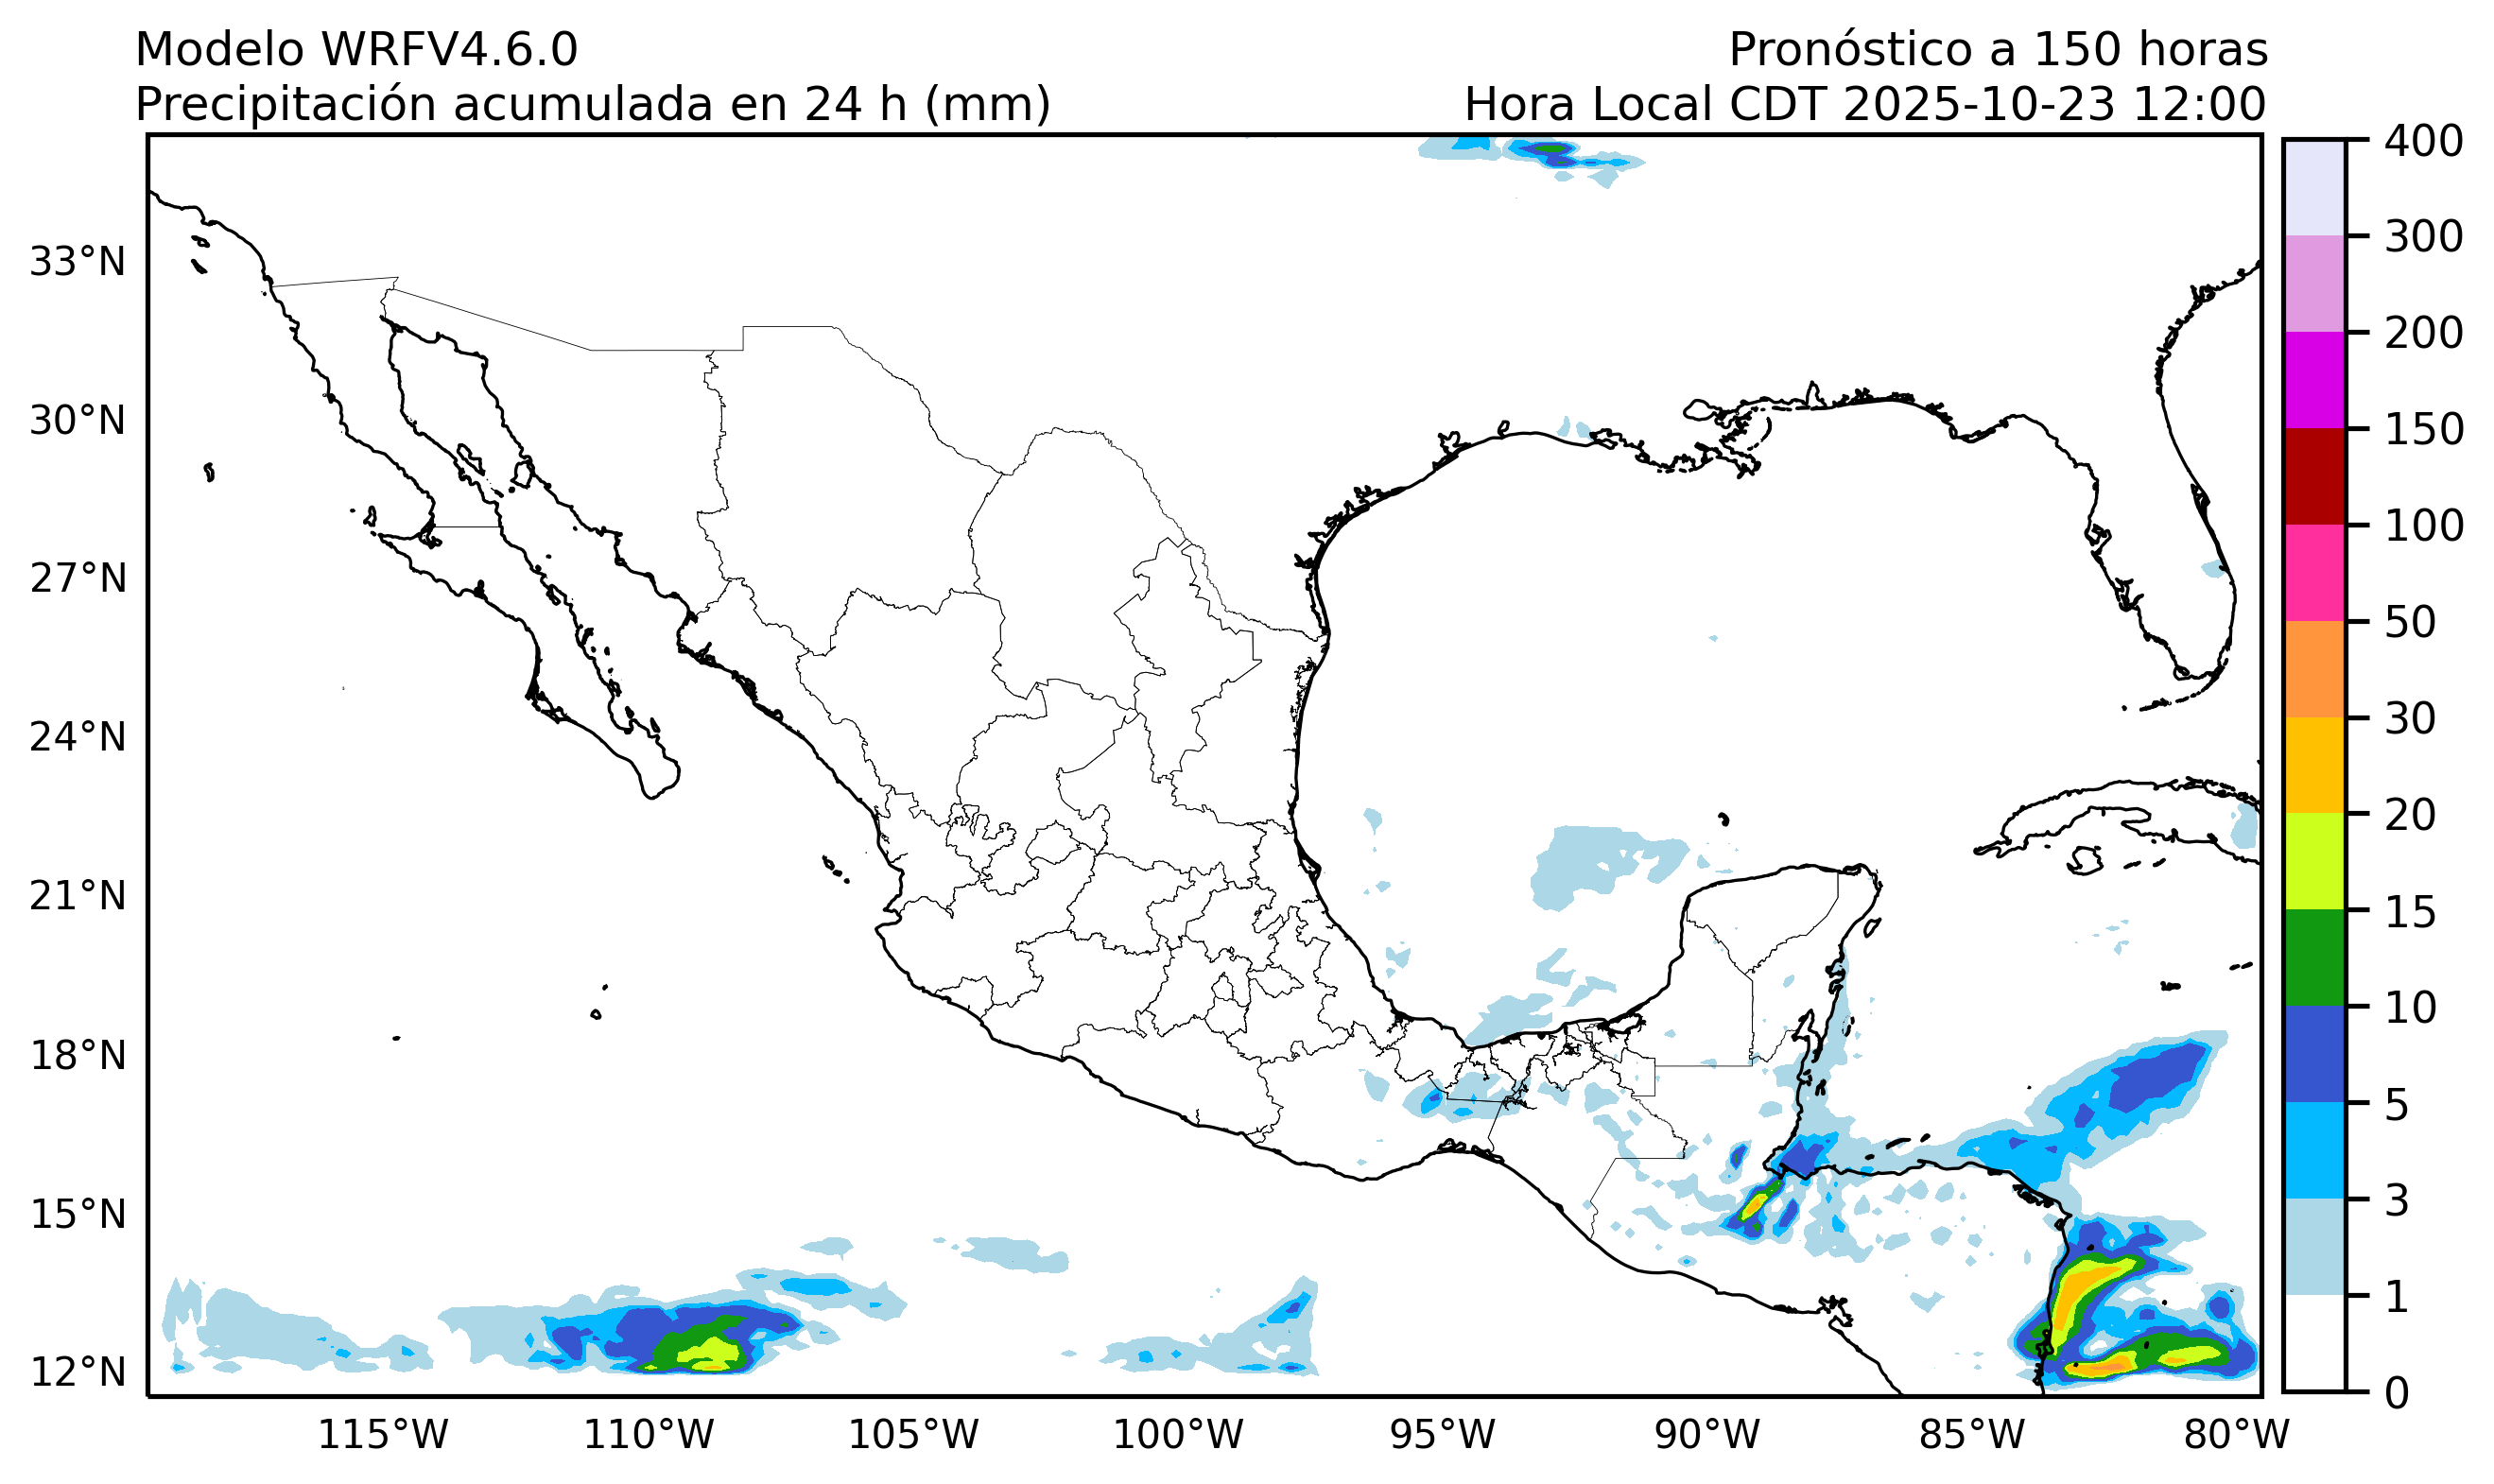 Modelo WRFV4.6.0
Pronóstico a 150 horas
Precipitación acumulada en 24 h (mm)
Hora Local CDT 2025-10-23 12:00
33°N
30°N
27°N
24°N
21°N
18°N
15°N
12°N
115°W
110°W
105°W
100°W
95°W
90°W
85°W
80°W
400
300
200
150
100
50
30
20
15
10
5
3
1
0